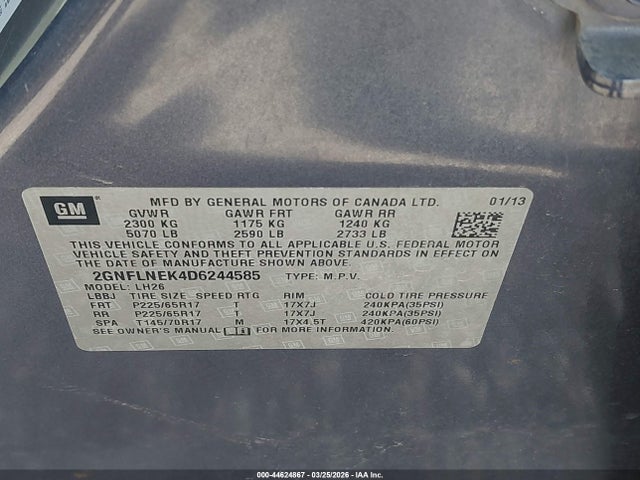 GM
MFD BY GENERAL MOTORS OF CANADA LTD. 01/13
GVWR GAWR FRT GAWR RR
2300 KG 1175 KG 1240 KG
5070 LB 2590 LB 2733 LB
THIS VEHICLE CONFORMS TO ALL APPLICABLE U.S. FEDERAL MOTOR
VEHICLE SAFETY AND THEFT PREVENTION STANDARDS IN EFFECT ON
THE DATE OF MANUFACTURE SHOWN ABOVE.
2GNFLNEK4D6244585 TYPE: M.P.V.
MODEL: LH26
LBBJ TIRE SIZE SPEED RTG RIM COLD TIRE PRESSURE
FRT P225/65R17 T 17X7J 240KPA(35PSI)
RR P225/65R17 T 17X7J 240KPA(35PSI)
SPA T145/70R17 M 17X4.5T 420KPA(60PSI)
SEE OWNER'S MANUAL FOR MORE INFORMATION.
000-44624867 - 03/25/2026 - IAA Inc.